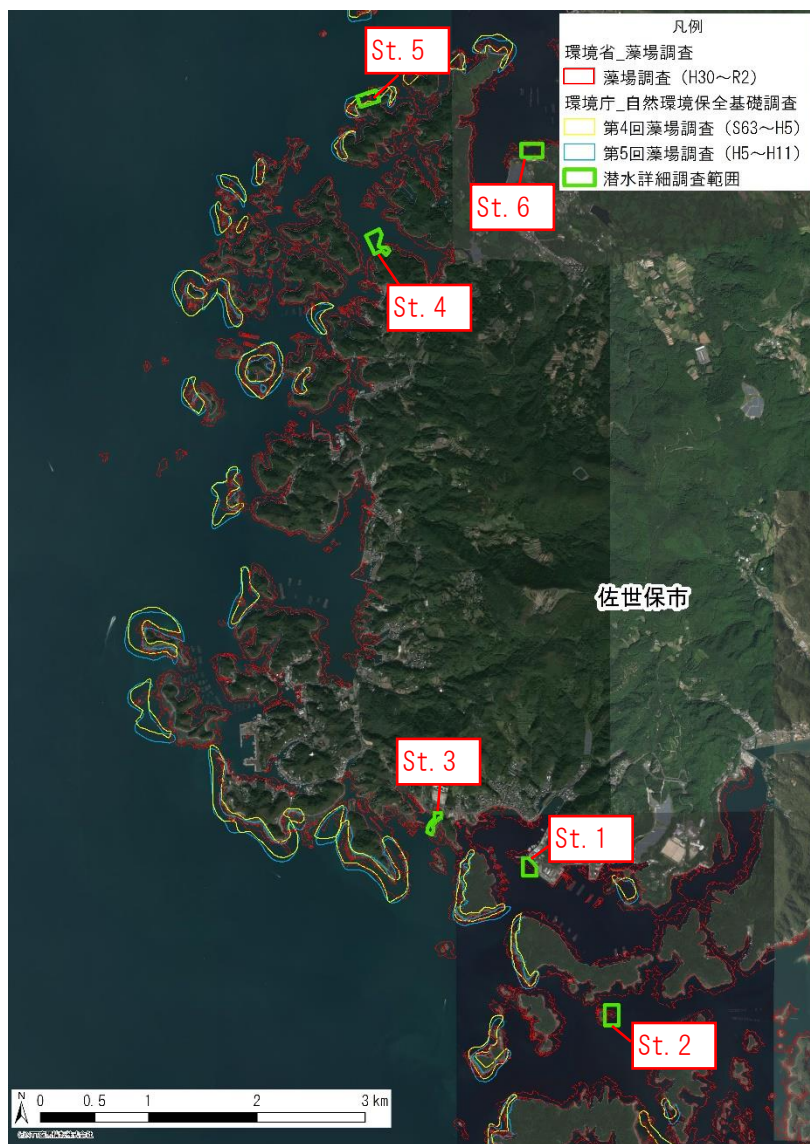 凡例
環境省_藻場調査
藻場調査（H30～R2）
環境庁_自然環境保全基礎調査
第4回藻場調査（S63～H5）
第5回藻場調査（H5～H11）
潜水詳細調査範囲
St. 5
St. 6
St. 4
佐世保市
St. 3
St. 1
St. 2
N
0 0.5 1 2 3 km